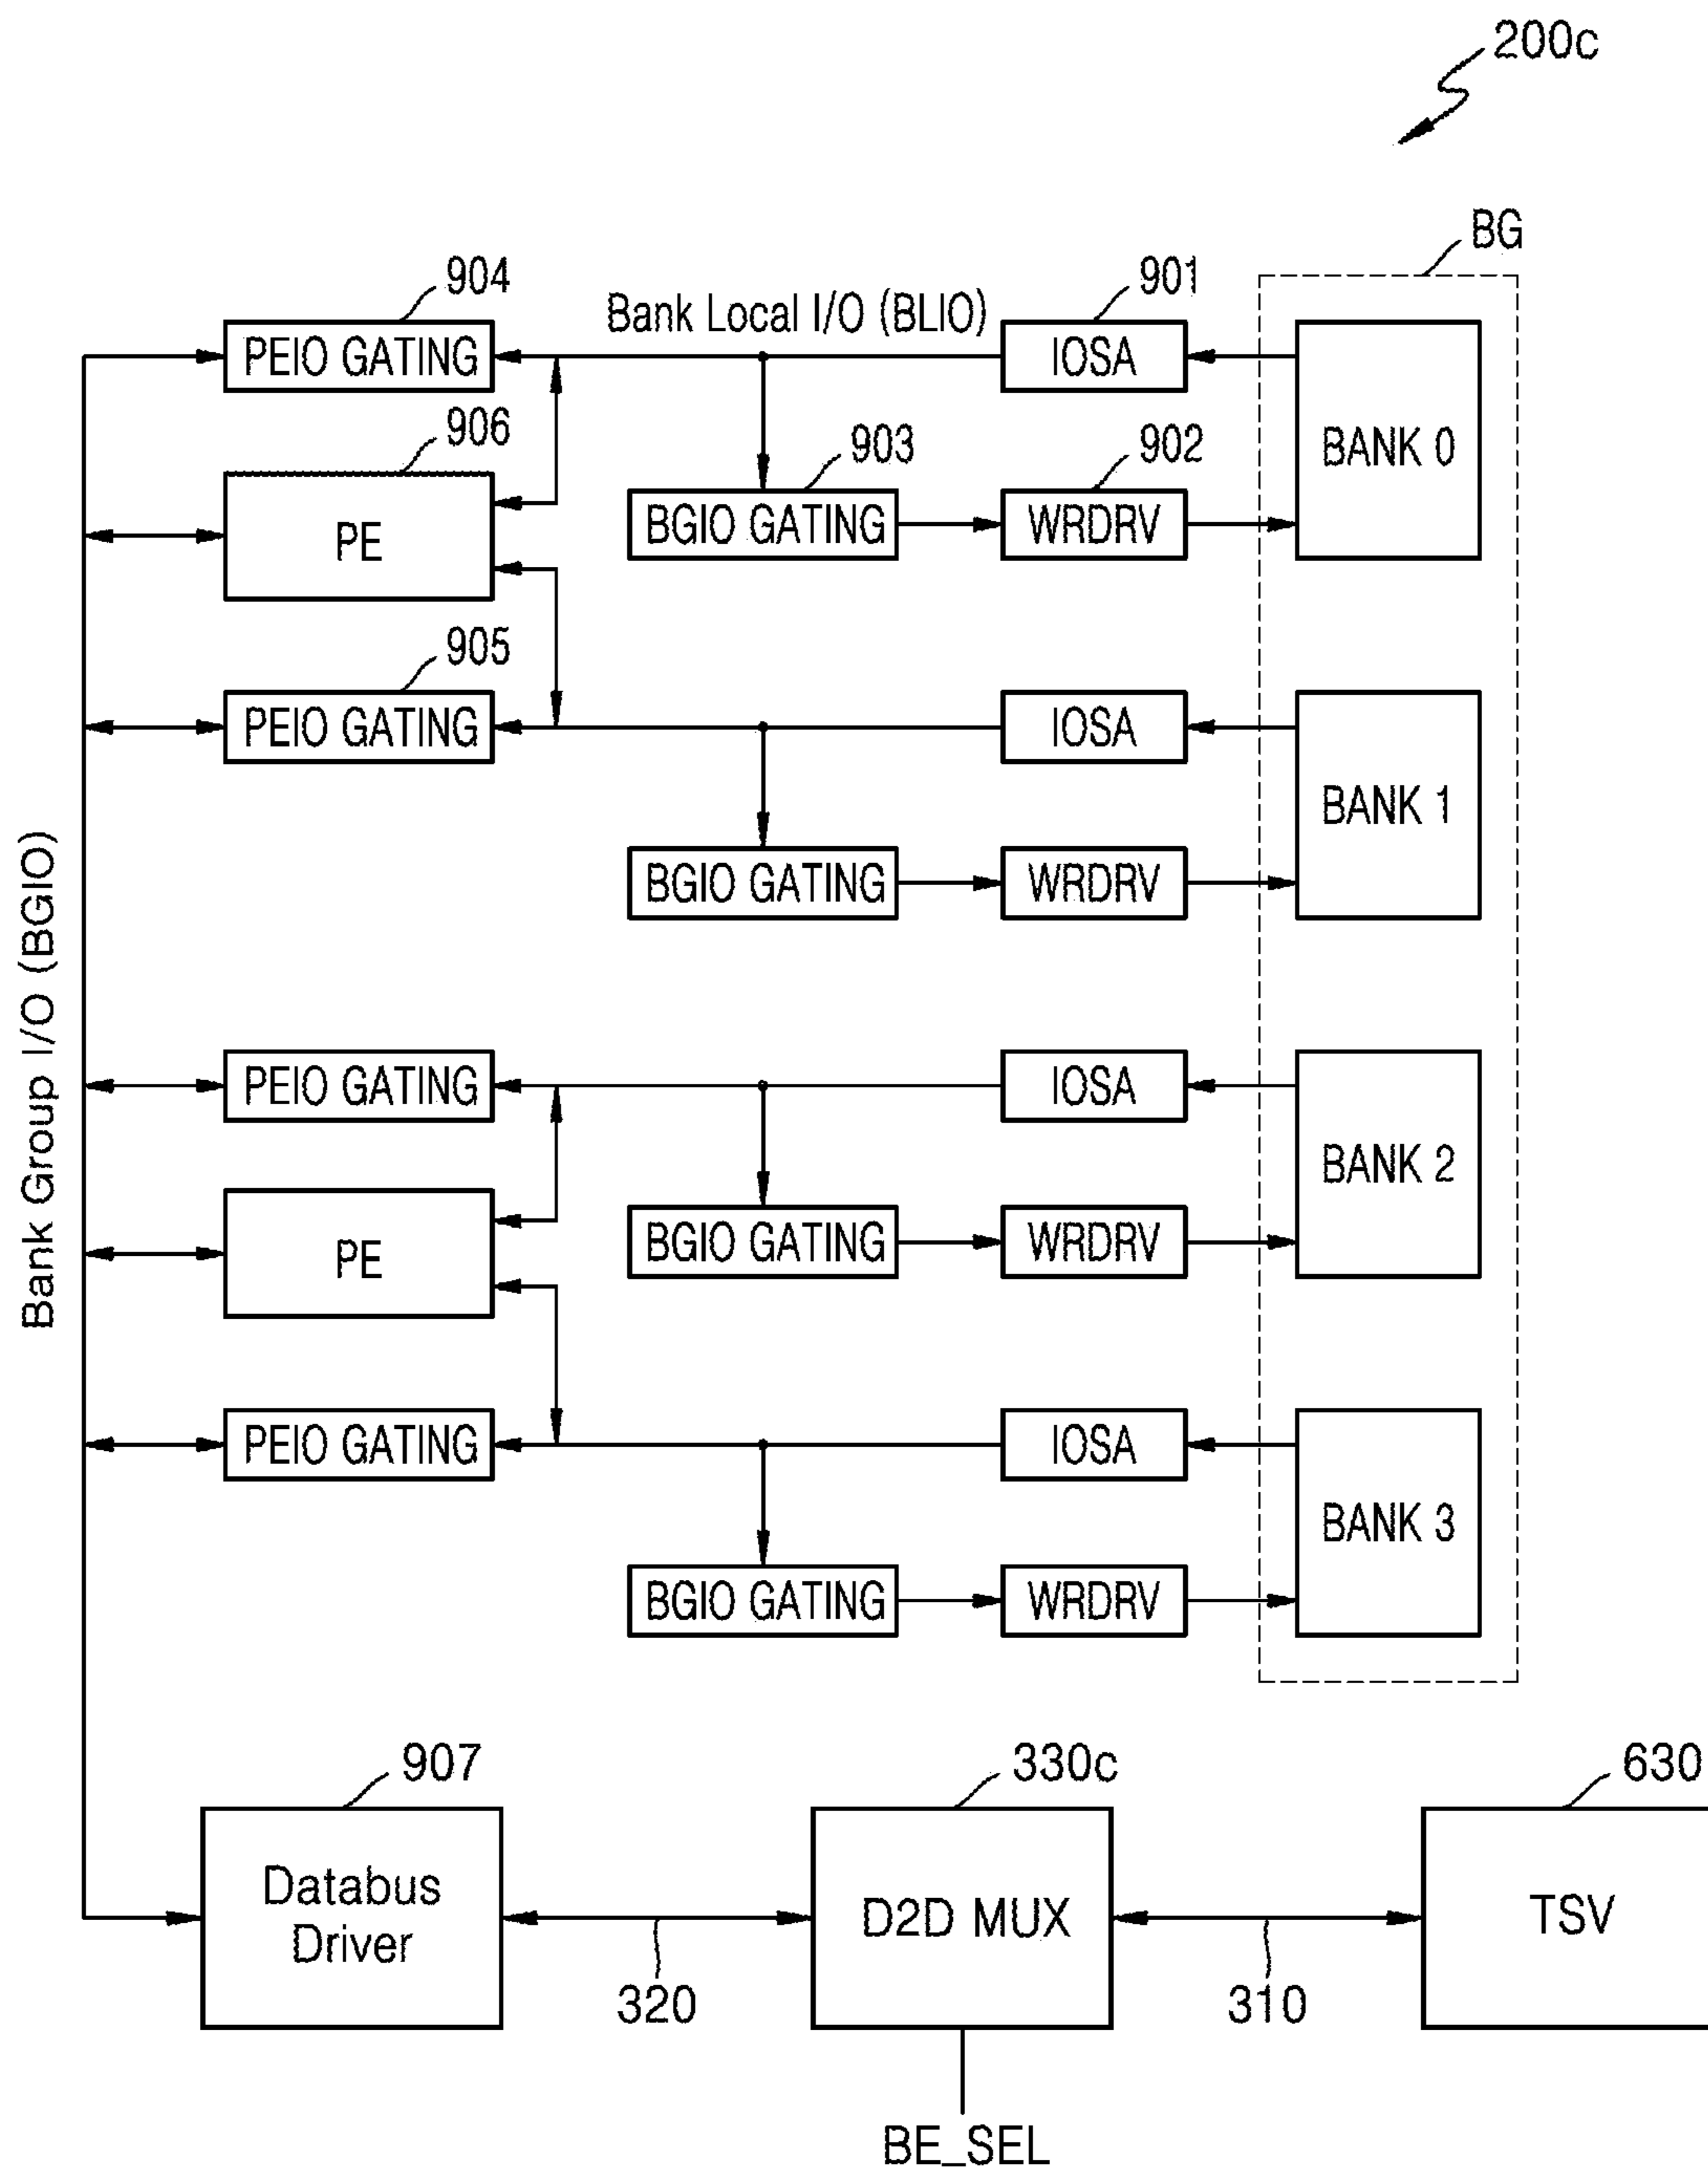 200c
BG
904
Bank Local I/O (BLIO)
901
PEIO GATING
IOSA
BANK 0
906
903
902
PE
BGIO GATING
WRDRV
905
PEIO GATING
IOSA
BANK 1
BGIO GATING
WRDRV
Bank Group I/O (BGIO)
PEIO GATING
IOSA
BANK 2
PE
BGIO GATING
WRDRV
PEIO GATING
IOSA
BANK 3
BGIO GATING
WRDRV
907
330c
630
Databus
Driver
D2D MUX
TSV
320
310
BE_SEL